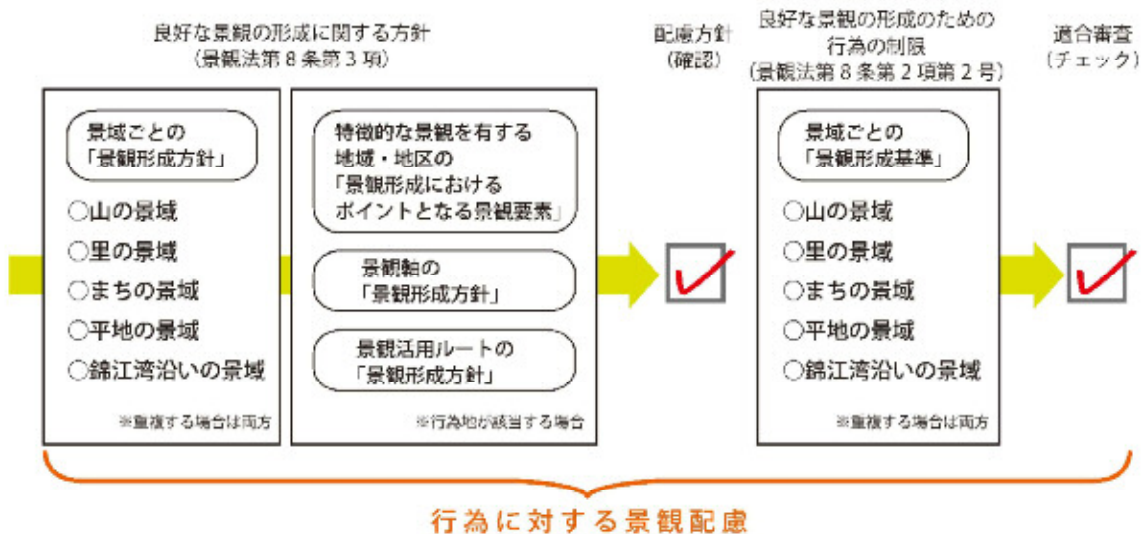 良好な景観の形成に関する方針
(景観法第8条第3項)
景域ごとの
「景観形成方針」
○山の景域
○里の景域
○まちの景域
○平地の景域
○錦江湾沿いの景域
※重複する場合は両方
特徴的な景観を有する
地域・地区の
「景観形成における
ポイントとなる景観要素」
景観軸の
「景観形成方針」
景観活用ルートの
「景観形成方針」
※行為地が該当する場合
配慮方針
(確認)
良好な景観の形成のための
行為の制限
(景観法第8条第2項第2号)
景域ごとの
「景観形成基準」
○山の景域
○里の景域
○まちの景域
○平地の景域
○錦江湾沿いの景域
※重複する場合は両方
適合審査
(チェック)
行為に対する景観配慮